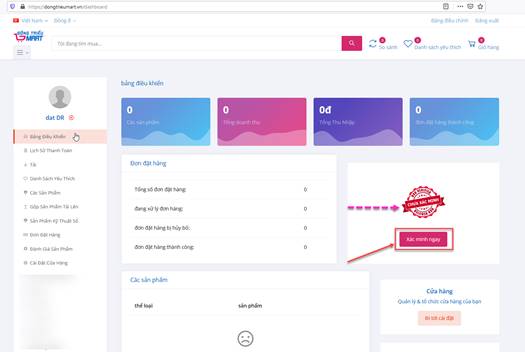 https://dongtrieumart.vn/dashboard
Việt Nam
Đồng ₫
Bảng điều chỉnh
Đăng xuất
ĐÔNG TRIỀU
MART
Tôi đang tìm mua...
0
So sánh
0
Danh sách yêu thích
0
Giỏ hàng
dat DR
Bảng Điều Khiển
Lịch Sử Thanh Toán
Tải
Danh Sách Yêu Thích
Các Sản Phẩm
Gộp Sản Phẩm Tải Lên
Sản Phẩm Kỹ Thuật Số
Đơn Đặt Hàng
Đánh Giá Sản Phẩm
Cài Đặt Cửa Hàng
bảng điều khiển
0
Các sản phẩm
0
Tổng doanh thu
0đ
Tổng Thu Nhập
0
Đơn đặt hàng thành công
Đơn đặt hàng
Tổng số đơn đặt hàng: 0
đang xử lý đơn hàng: 0
đơn đặt hàng bị hủy bỏ: 0
đơn đặt hàng thành công: 0
CHƯA XÁC MINH
Xác minh ngay
Các sản phẩm
thể loại sản phẩm
Cửa hàng
Quản lý & tổ chức cửa hàng của bạn
Đi tới cài đặt